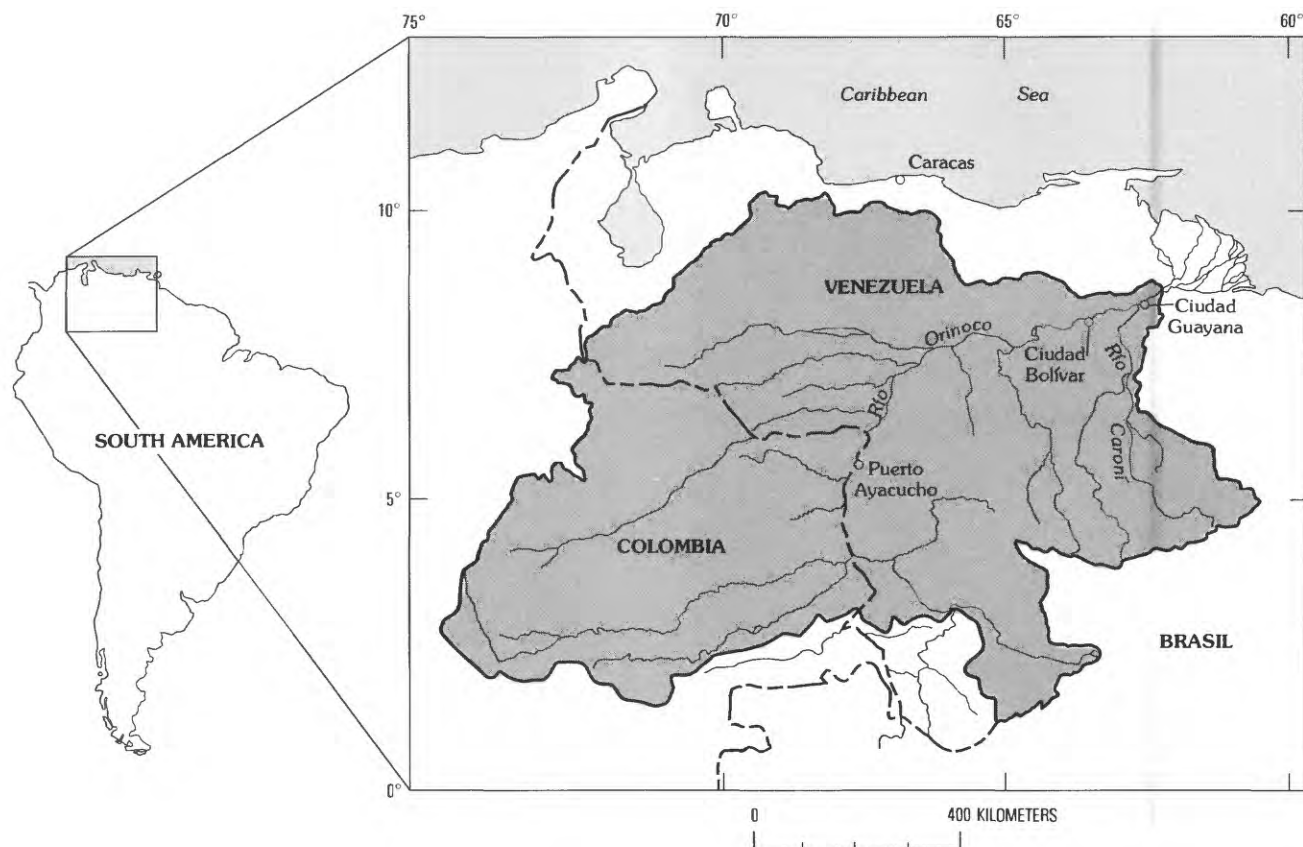 75°
70°
65°
60°
Caribbean Sea
Caracas
10°
VENEZUELA
Ciudad
Guayana
Orinoco
Ciudad
Bolívar
Río
Río
SOUTH AMERICA
Caroní
Puerto
Ayacucho
5°
COLOMBIA
BRASIL
0°
0
400 KILOMETERS